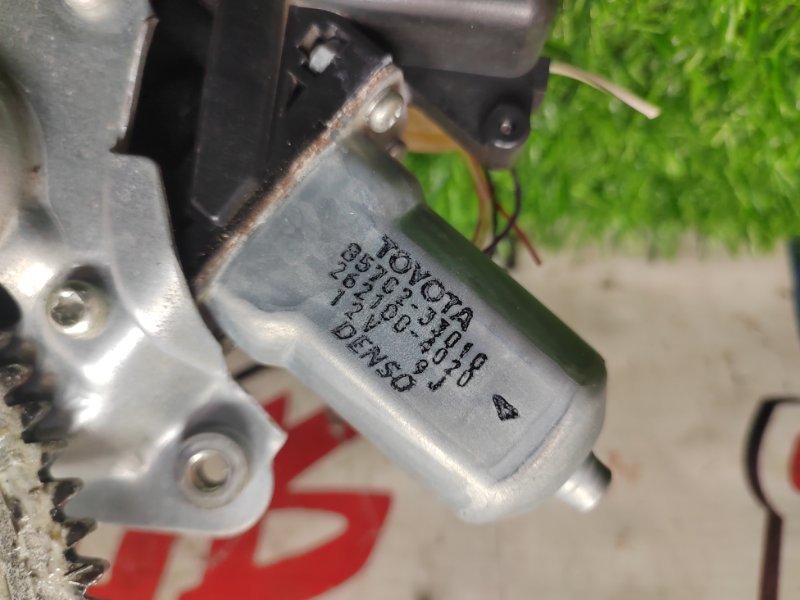 TOYOTA
85702-33010
262100-4020
12V 9J
DENSO